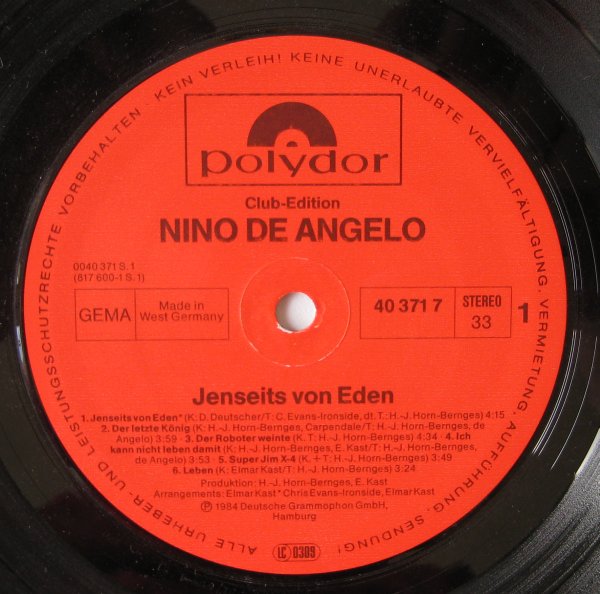 ALLE URHEBER- UND LEISTUNGSSCHUTZRECHTE VORBEHALTEN · KEIN VERLEIH! KEINE UNERLAUBTE VERVIELFÄLTIGUNG, VERMIETUNG, AUFFÜHRUNG, SENDUNG!
polydor
Club-Edition
NINO DE ANGELO
0040 371 S. 1
(817 600-1 S. 1)
GEMA
Made in
West Germany
40 371 7
STEREO
33
1
Jenseits von Eden
1. Jenseits von Eden* (K: D. Deutscher/T: C. Evans-Ironside, dt. T.: H.-J. Horn-Bernges) 4:15
2. Der letzte König (K: H.-J. Horn-Bernges, Carpendale/T: H.-J. Horn-Bernges, de
Angelo) 3:59 · 3. Der Roboter weinte (K. T: H.-J. Horn-Bernges) 4:34 · 4. Ich
kann nicht leben damit (K: H.-J. Horn-Bernges, E. Kast/T: H.-J. Horn-Bernges,
de Angelo) 3:53 · 5. Super Jim X-4 (K. + T: H.-J. Horn-Bernges) 3:49
6. Leben (K: Elmar Kast/T: H.-J. Horn-Bernges) 3:24
Produktion: H.-J. Horn-Bernges, E. Kast
Arrangements: Elmar Kast* Chris Evans-Ironside, Elmar Kast
Ⓟ 1984 Deutsche Grammophon GmbH,
Hamburg
LC 0309